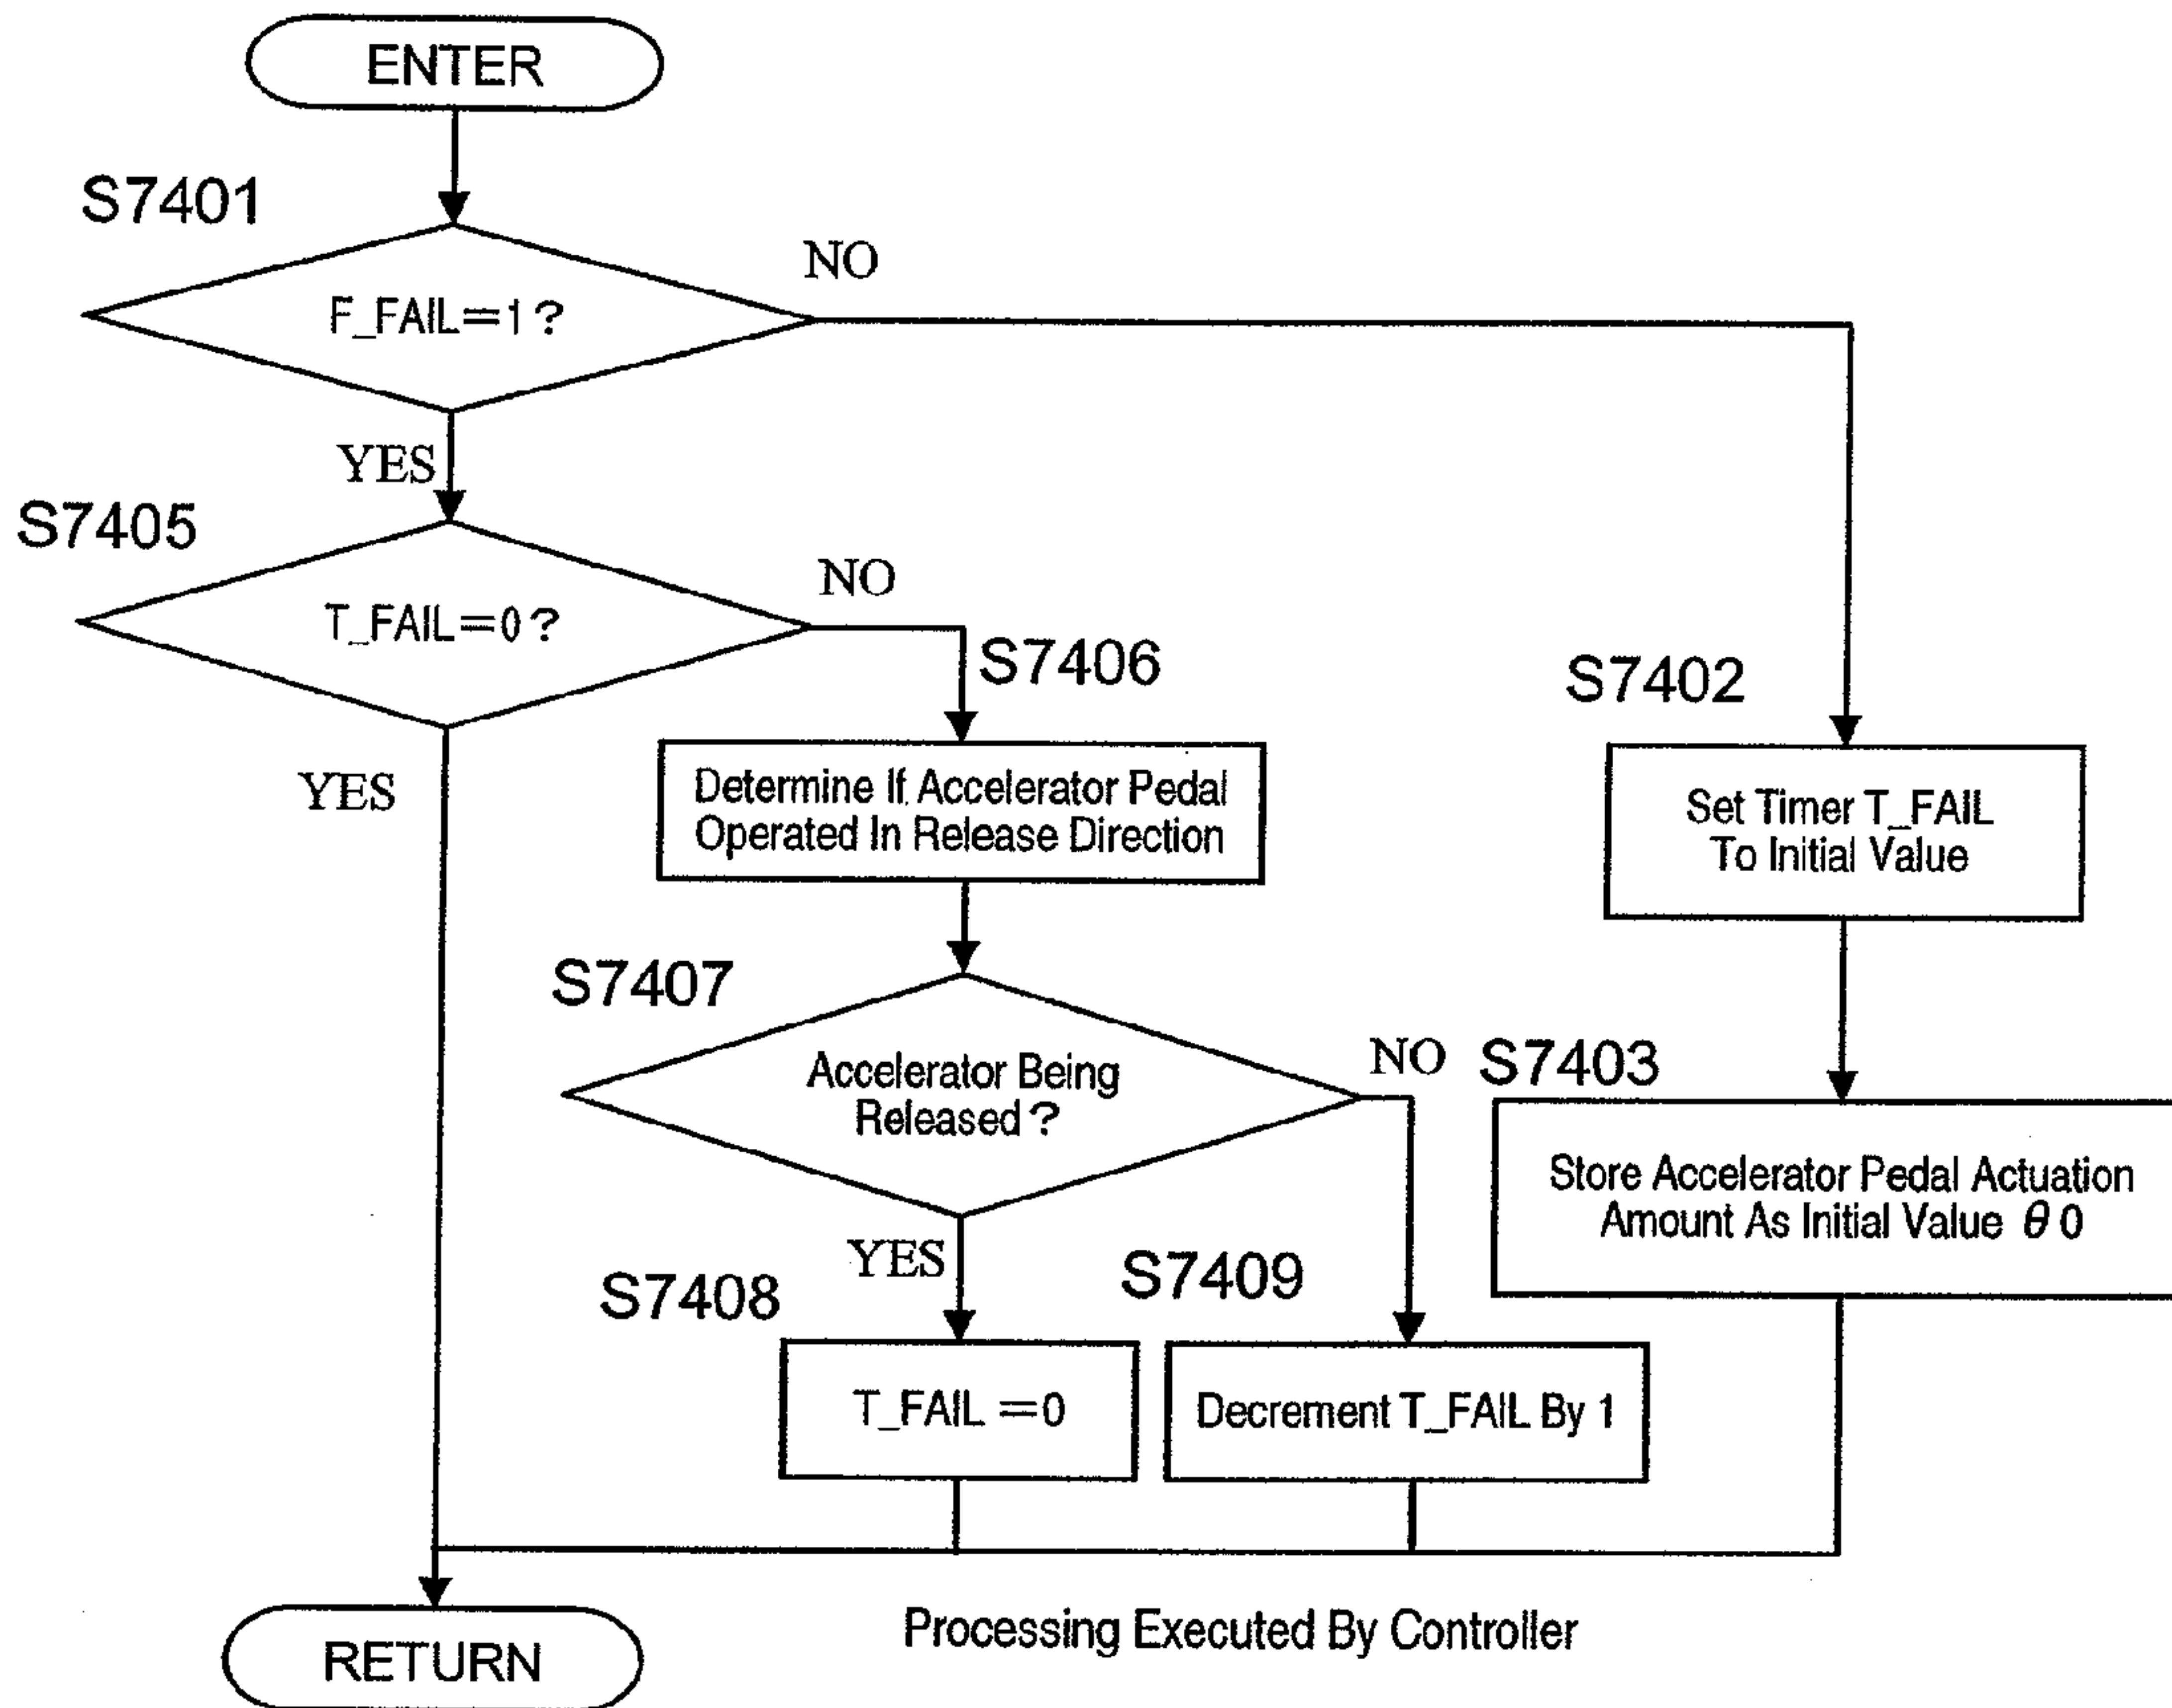 ENTER
S7401
F_FAIL=1?
NO
YES
S7405
T_FAIL=0?
NO
YES
S7406
Determine If Accelerator Pedal
Operated In Release Direction
S7402
Set Timer T_FAIL
To Initial Value
S7407
Accelerator Being
Released?
NO
YES
S7403
Store Accelerator Pedal Actuation
Amount As Initial Value θ0
S7408
T_FAIL=0
S7409
Decrement T_FAIL By 1
RETURN
Processing Executed By Controller